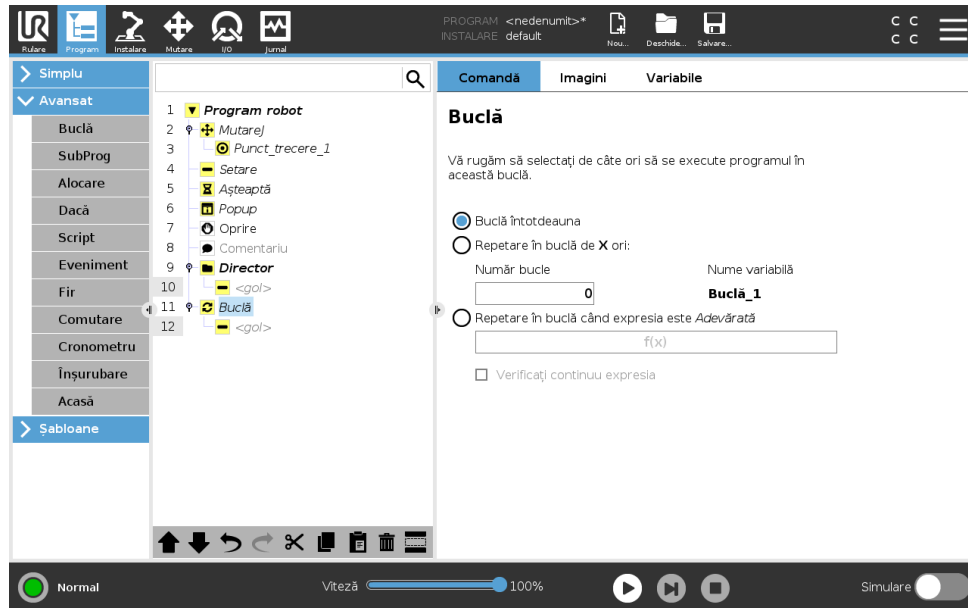 PROGRAM <nedenumit>*
INSTALARE default
Rulare
Program
Instalare
Mutare
I/O
Jurnal
Nou...
Deschide...
Salvare...
C C
C C
Simplu
Avansat
Buclă
SubProg
Alocare
Dacă
Script
Eveniment
Fir
Comutare
Cronometru
Înșurubare
Acasă
Șabloane
1 Program robot
2 MutareJ
3 Punct_trecere_1
4 Setare
5 Așteaptă
6 Popup
7 Oprire
8 Comentariu
9 Director
10 <gol>
11 Buclă
12 <gol>
Comandă Imagini Variabile
Buclă
Vă rugăm să selectați de câte ori să se execute programul în
această buclă.
Buclă întotdeauna
Repetare în buclă de X ori:
Număr bucle Nume variabilă
0 Buclă_1
Repetare în buclă când expresia este Adevărată
f(x)
Verificați continuu expresia
Normal
Viteză 100%
Simulare